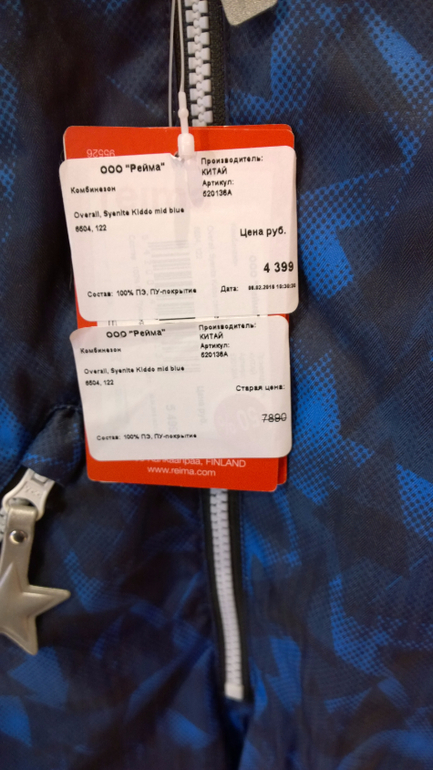 ООО "Рейма"
Комбинезон
Overall, Syenite Kiddo mid blue
6504, 122
Производитель:
КИТАЙ
Артикул:
520136A
Цена руб.
4 399
Состав: 100% ПЭ, ПУ-покрытие
Дата:
ООО "Рейма"
Комбинезон
Overall, Syenite Kiddo mid blue
6504, 122
Производитель:
КИТАЙ
Артикул:
520136A
Старая цена:
7890
Состав: 100% ПЭ, ПУ-покрытие
FINLAND
www.reima.com